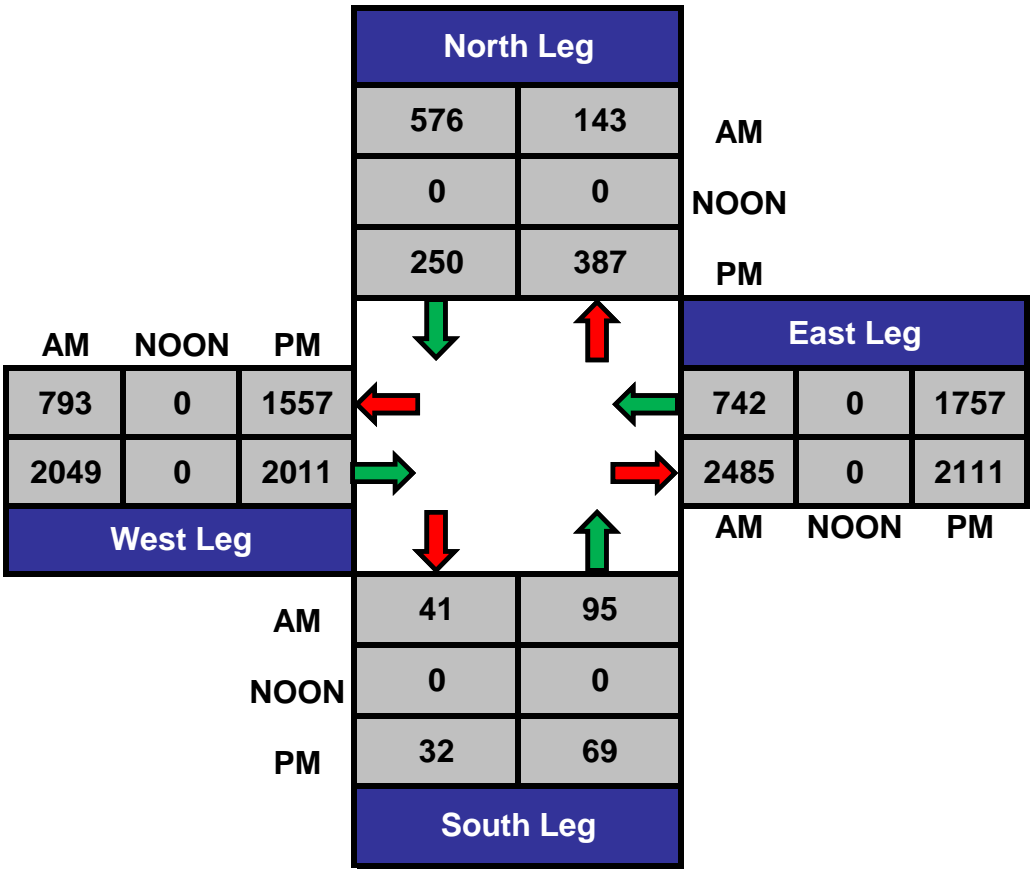 North Leg
576 143 AM
0 0 NOON
250 387 PM
AM NOON PM
East Leg
793 0 1557
742 0 1757
2049 0 2011
2485 0 2111
West Leg
AM NOON PM
AM 41 95
NOON 0 0
PM 32 69
South Leg